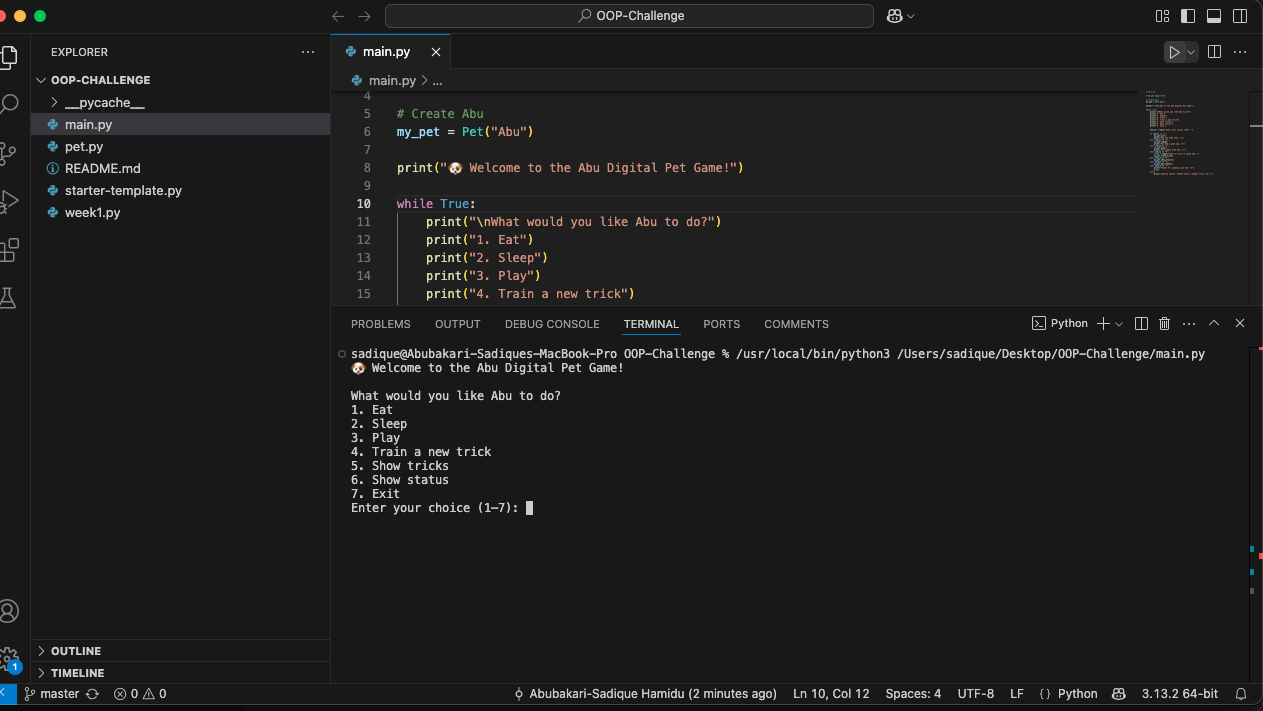 OOP-Challenge
EXPLORER
OOP-CHALLENGE
__pycache__
main.py
pet.py
README.md
starter-template.py
week1.py
OUTLINE
TIMELINE
main.py
main.py > ...
4
5 # Create Abu
6 my_pet = Pet("Abu")
7
8 print("🐶 Welcome to the Abu Digital Pet Game!")
9
10 while True:
11 print("\nWhat would you like Abu to do?")
12 print("1. Eat")
13 print("2. Sleep")
14 print("3. Play")
15 print("4. Train a new trick")
PROBLEMS OUTPUT DEBUG CONSOLE TERMINAL PORTS COMMENTS
Python
sadique@Abubakari-Sadiques-MacBook-Pro OOP-Challenge % /usr/local/bin/python3 /Users/sadique/Desktop/OOP-Challenge/main.py
🐶 Welcome to the Abu Digital Pet Game!
What would you like Abu to do?
1. Eat
2. Sleep
3. Play
4. Train a new trick
5. Show tricks
6. Show status
7. Exit
Enter your choice (1–7):
1
master 0 0 Abubakari-Sadique Hamidu (2 minutes ago) Ln 10, Col 12 Spaces: 4 UTF-8 LF {} Python 3.13.2 64-bit